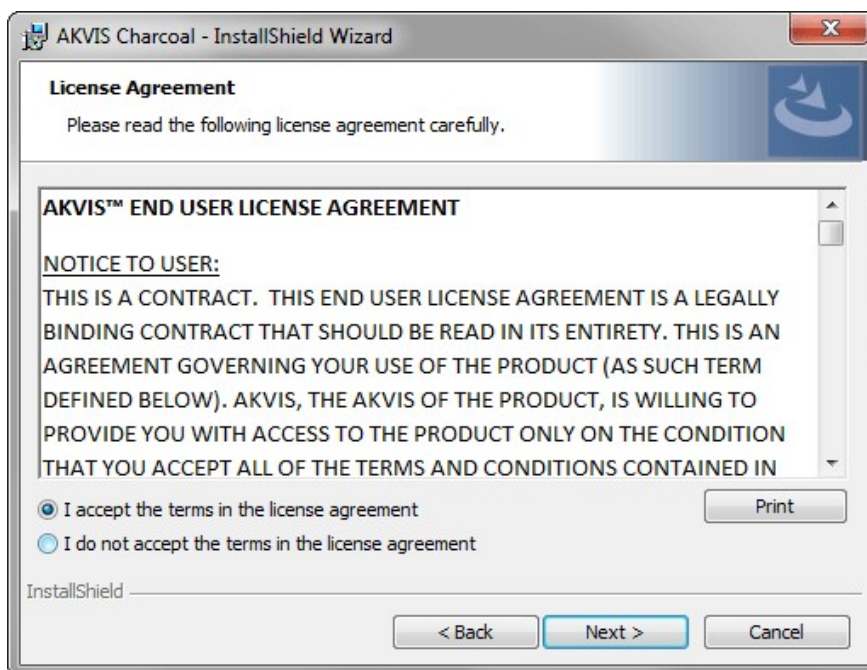 AKVIS Charcoal - InstallShield Wizard
License Agreement
Please read the following license agreement carefully.
AKVIS™ END USER LICENSE AGREEMENT
NOTICE TO USER:
THIS IS A CONTRACT.  THIS END USER LICENSE AGREEMENT IS A LEGALLY
BINDING CONTRACT THAT SHOULD BE READ IN ITS ENTIRETY. THIS IS AN
AGREEMENT GOVERNING YOUR USE OF THE PRODUCT (AS SUCH TERM
DEFINED BELOW). AKVIS, THE AKVIS OF THE PRODUCT, IS WILLING TO
PROVIDE YOU WITH ACCESS TO THE PRODUCT ONLY ON THE CONDITION
THAT YOU ACCEPT ALL OF THE TERMS AND CONDITIONS CONTAINED IN
I accept the terms in the license agreement
Print
I do not accept the terms in the license agreement
InstallShield
< Back
Next >
Cancel